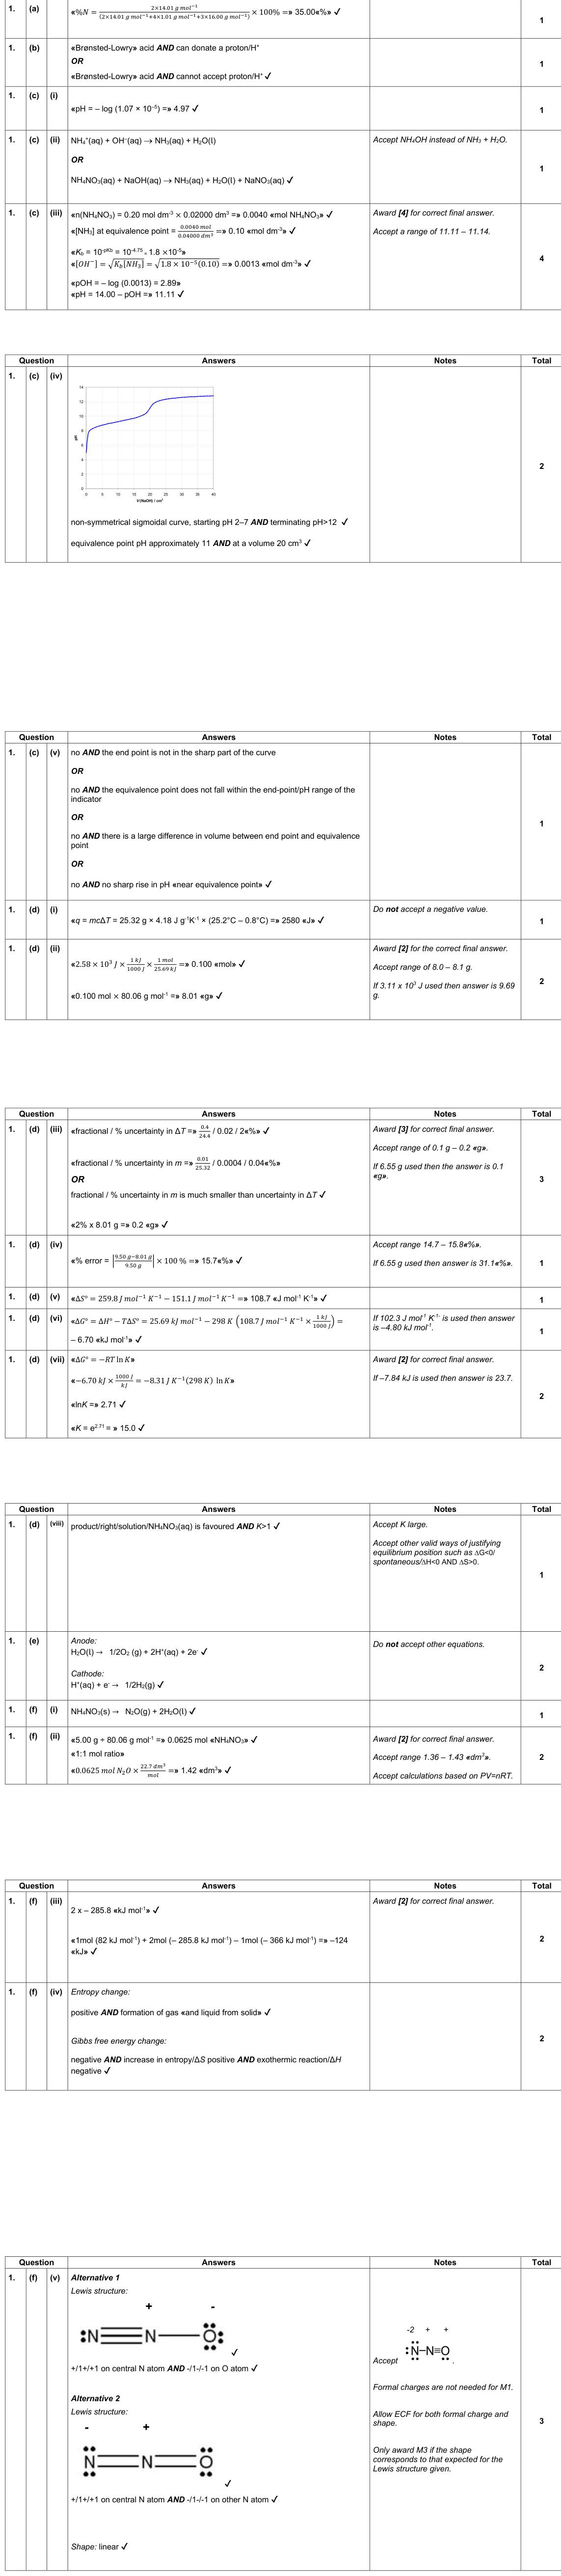 1. (a) «%N = 2×14.01 g mol⁻¹ / (2×14.01 g mol⁻¹+4×1.01 g mol⁻¹+3×16.00 g mol⁻¹) × 100% =» 35.00«%» ✓ 1
1. (b) «Brønsted-Lowry» acid AND can donate a proton/H⁺
OR
«Brønsted-Lowry» acid AND cannot accept proton/H⁺ ✓
1
1. (c) (i)
«pH = – log (1.07 × 10⁻⁵) =» 4.97 ✓ 1
1. (c) (ii) NH₄⁺(aq) + OH⁻(aq) → NH₃(aq) + H₂O(l)
OR
NH₄NO₃(aq) + NaOH(aq) → NH₃(aq) + H₂O(l) + NaNO₃(aq) ✓
Accept NH₄OH instead of NH₃ + H₂O.
1
1. (c) (iii) «n(NH₄NO₃) = 0.20 mol dm⁻³ × 0.02000 dm³ =» 0.0040 «mol NH₄NO₃» ✓
«[NH₃] at equivalence point = 0.0040 mol / 0.04000 dm³ =» 0.10 «mol dm⁻³» ✓
«Kb = 10⁻ᵖᴷᵇ = 10⁻⁴·⁷⁵ = 1.8 ×10⁻⁵»
«[OH⁻] = √Kb[NH₃] = √1.8 × 10⁻⁵(0.10) =» 0.0013 «mol dm⁻³» ✓
«pOH = – log (0.0013) = 2.89»
«pH = 14.00 – pOH =» 11.11 ✓
Award [4] for correct final answer.
Accept a range of 11.11 – 11.14.
4
Question Answers Notes Total
1. (c) (iv)
14
12
10
8
6
4
2
0
pH
0 5 10 15 20 25 30 35 40
V(NaOH) / cm³
non-symmetrical sigmoidal curve, starting pH 2–7 AND terminating pH>12 ✓
equivalence point pH approximately 11 AND at a volume 20 cm³ ✓
2
Question Answers Notes Total
1. (c) (v) no AND the end point is not in the sharp part of the curve
OR
no AND the equivalence point does not fall within the end-point/pH range of the
indicator
OR
no AND there is a large difference in volume between end point and equivalence
point
OR
no AND no sharp rise in pH «near equivalence point» ✓
1
1. (d) (i)
«q = mcΔT = 25.32 g × 4.18 J g⁻¹K⁻¹ × (25.2°C – 0.8°C) =» 2580 «J» ✓
Do not accept a negative value.
1
1. (d) (ii)
«2.58 × 10³ J × 1 kJ / 1000 J × 1 mol / 25.69 kJ =» 0.100 «mol» ✓
«0.100 mol × 80.06 g mol⁻¹ =» 8.01 «g» ✓
Award [2] for the correct final answer.
Accept range of 8.0 – 8.1 g.
If 3.11 x 10³ J used then answer is 9.69
g.
2
Question Answers Notes Total
1. (d) (iii)
«fractional / % uncertainty in ΔT =» 0.4 / 24.4 / 0.02 / 2«%» ✓
«fractional / % uncertainty in m =» 0.01 / 25.32 / 0.0004 / 0.04«%»
OR
fractional / % uncertainty in m is much smaller than uncertainty in ΔT ✓
«2% x 8.01 g =» 0.2 «g» ✓
Award [3] for correct final answer.
Accept range of 0.1 g – 0.2 «g».
If 6.55 g used then the answer is 0.1
«g».
3
1. (d) (iv)
«% error = |9.50 g−8.01 g / 9.50 g| × 100 % =» 15.7«%» ✓
Accept range 14.7 – 15.8«%».
If 6.55 g used then answer is 31.1«%».
1
1. (d) (v) «ΔS° = 259.8 J mol⁻¹ K⁻¹ − 151.1 J mol⁻¹ K⁻¹ =» 108.7 «J mol⁻¹ K⁻¹» ✓ 1
1. (d) (vi) «ΔG° = ΔH° − TΔS° = 25.69 kJ mol⁻¹ − 298 K (108.7 J mol⁻¹ K⁻¹ × 1 kJ / 1000 J) =
– 6.70 «kJ mol⁻¹» ✓
If 102.3 J mol⁻¹ K⁻¹ is used then answer
is –4.80 kJ mol⁻¹.
1
1. (d) (vii) «ΔG° = −RT ln K»
«−6.70 kJ × 1000 J / kJ = −8.31 J K⁻¹(298 K) ln K»
«lnK =» 2.71 ✓
«K = e²·⁷¹ = » 15.0 ✓
Award [2] for correct final answer.
If –7.84 kJ is used then answer is 23.7.
2
Question Answers Notes Total
1. (d) (viii) product/right/solution/NH₄NO₃(aq) is favoured AND K>1 ✓
Accept K large.
Accept other valid ways of justifying
equilibrium position such as ΔG<0/
spontaneous/ΔH<0 AND ΔS>0.
1
1. (e) Anode:
H₂O(l) → 1/2O₂ (g) + 2H⁺(aq) + 2e⁻ ✓
Cathode:
H⁺(aq) + e⁻ → 1/2H₂(g) ✓
Do not accept other equations.
2
1. (f) (i) NH₄NO₃(s) → N₂O(g) + 2H₂O(l) ✓ 1
1. (f) (ii) «5.00 g ÷ 80.06 g mol⁻¹ =» 0.0625 mol «NH₄NO₃» ✓
«1:1 mol ratio»
«0.0625 mol N₂O × 22.7 dm³ / mol =» 1.42 «dm³» ✓
Award [2] for correct final answer.
Accept range 1.36 – 1.43 «dm³».
Accept calculations based on PV=nRT.
2
Question Answers Notes Total
1. (f) (iii)
2 x – 285.8 «kJ mol⁻¹» ✓
«1mol (82 kJ mol⁻¹) + 2mol (– 285.8 kJ mol⁻¹) – 1mol (– 366 kJ mol⁻¹) =» –124
«kJ» ✓
Award [2] for correct final answer.
2
1. (f) (iv) Entropy change:
positive AND formation of gas «and liquid from solid» ✓
Gibbs free energy change:
negative AND increase in entropy/ΔS positive AND exothermic reaction/ΔH
negative ✓
2
Question Answers Notes Total
1. (f) (v) Alternative 1
Lewis structure:
+ -
:N≡N—O: ✓
+/1+/+1 on central N atom AND -/1-/-1 on O atom ✓
Alternative 2
Lewis structure:
- +
N=N=O
✓
+/1+/+1 on central N atom AND -/1-/-1 on other N atom ✓
Shape: linear ✓
-2 + +
Accept :N–N≡O .
Formal charges are not needed for M1.
Allow ECF for both formal charge and
shape.
Only award M3 if the shape
corresponds to that expected for the
Lewis structure given.
3